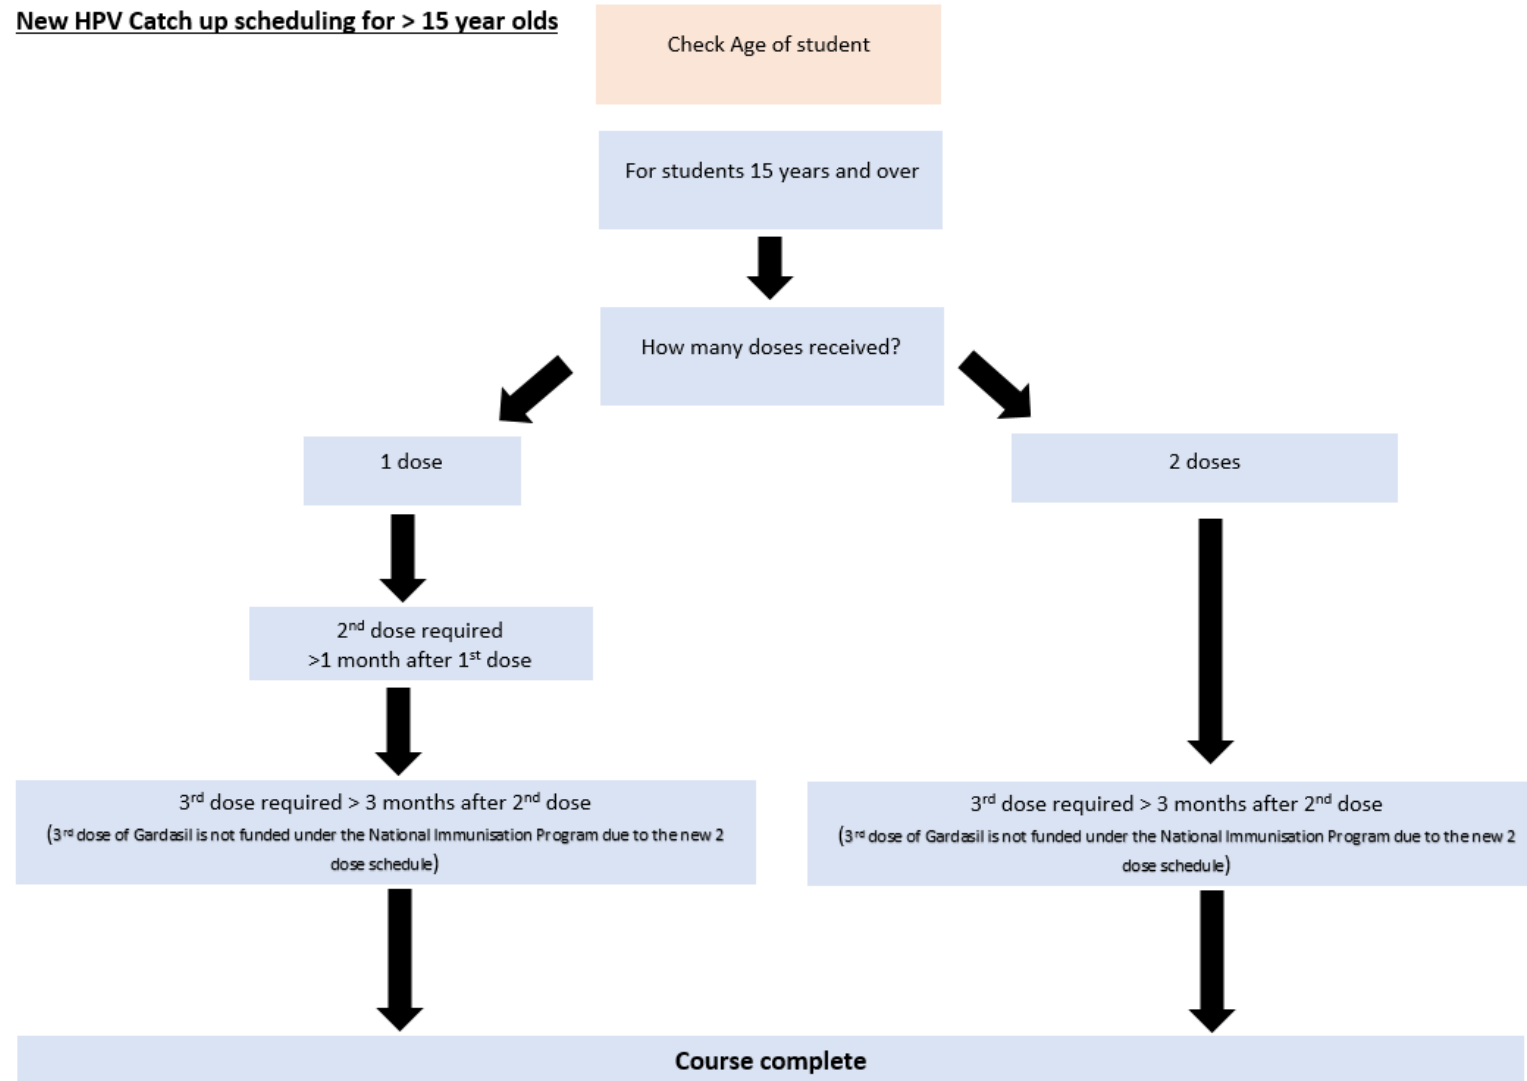 New HPV Catch up scheduling for > 15 year olds
Check Age of student
For students 15 years and over
How many doses received?
1 dose
2 doses
2nd dose required
>1 month after 1st dose
3rd dose required > 3 months after 2nd dose
(3rd dose of Gardasil is not funded under the National Immunisation Program due to the new 2
dose schedule)
3rd dose required > 3 months after 2nd dose
(3rd dose of Gardasil is not funded under the National Immunisation Program due to the new 2
dose schedule)
Course complete